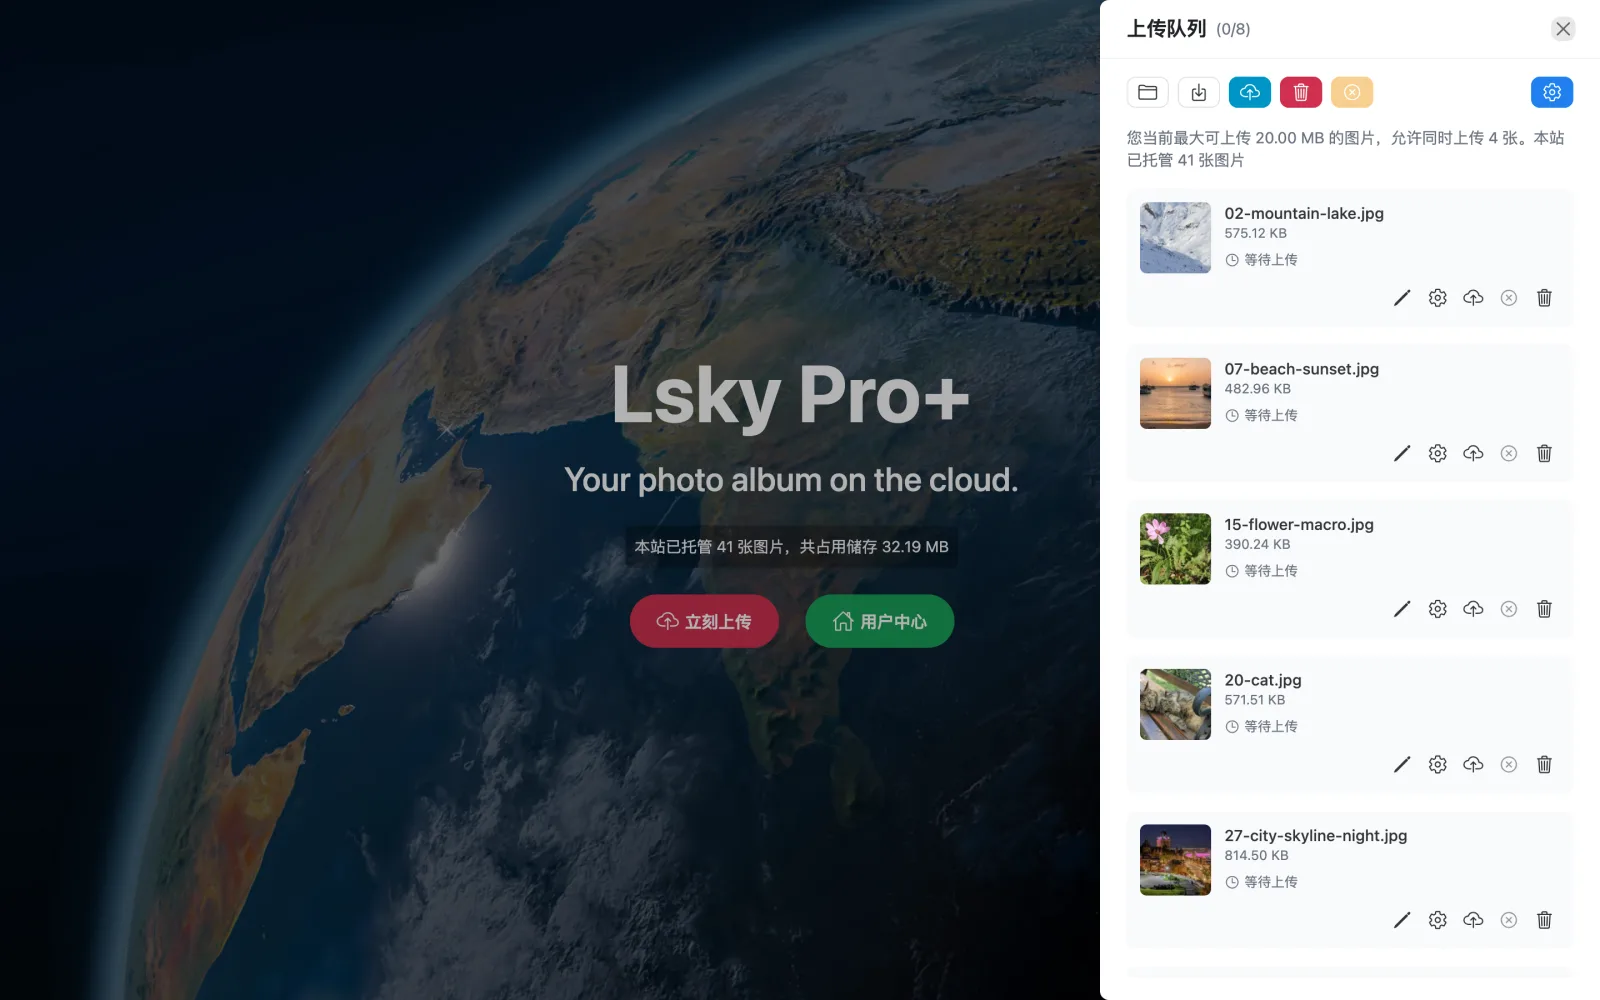 Lsky Pro+
Your photo album on the cloud.
本站已托管 41 张图片，共占用储存 32.19 MB
立刻上传
用户中心
上传队列 (0/8)
您当前最大可上传 20.00 MB 的图片，允许同时上传 4 张。本站
已托管 41 张图片
02-mountain-lake.jpg
575.12 KB
等待上传
07-beach-sunset.jpg
482.96 KB
等待上传
15-flower-macro.jpg
390.24 KB
等待上传
20-cat.jpg
571.51 KB
等待上传
27-city-skyline-night.jpg
814.50 KB
等待上传